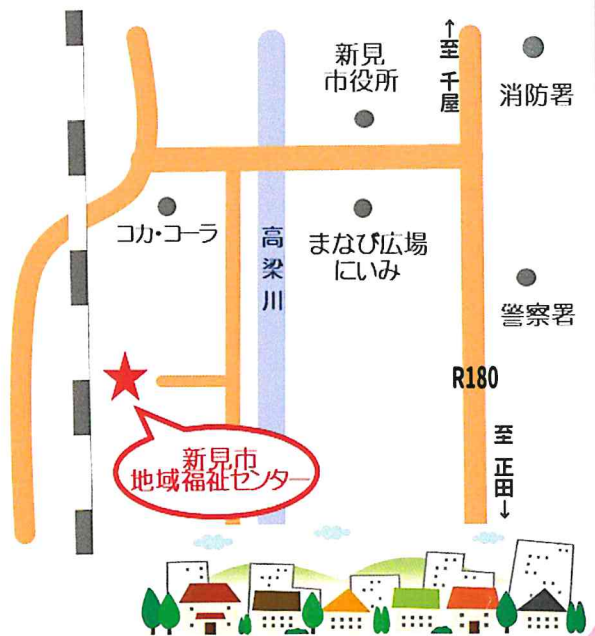 新見
市役所
↑至 千屋
消防署
コカ・コーラ
高梁川
まなび広場
にいみ
警察署
R180
至 正田↓
新見市
地域福祉センター